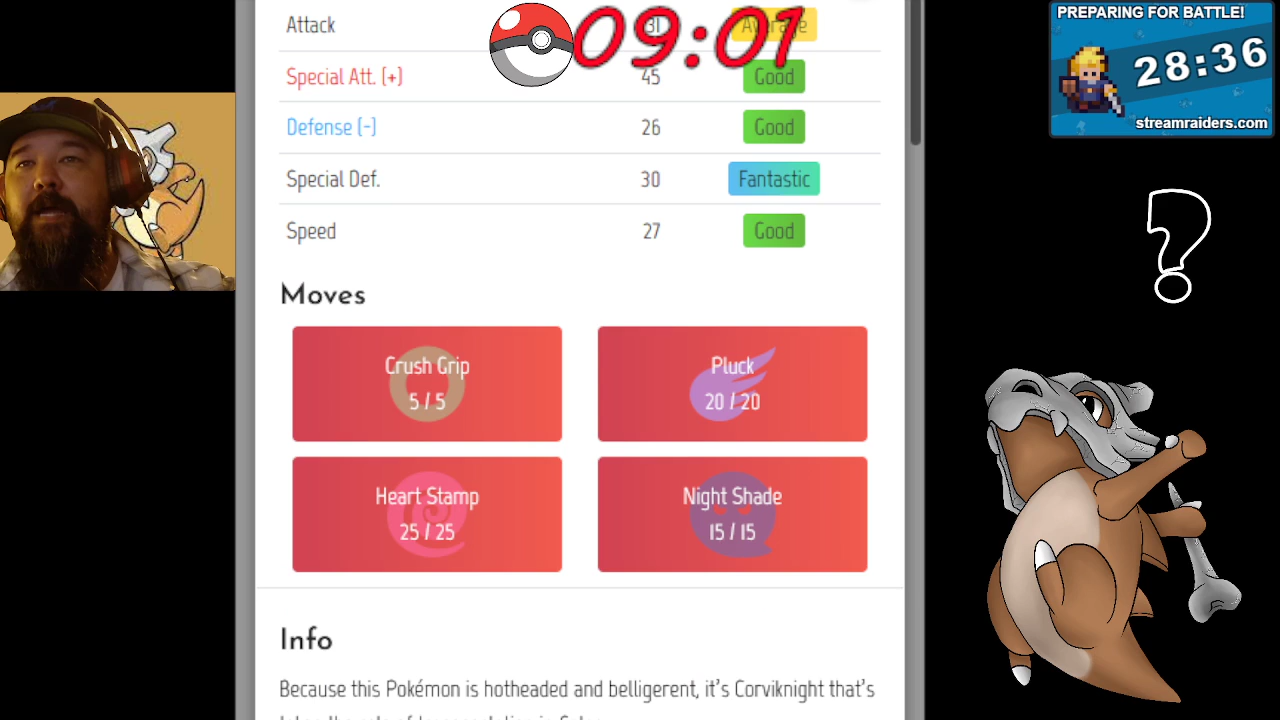 Attack 31 Average
09:01
PREPARING FOR BATTLE!
28:36
streamraiders.com
Special Att. (+) 45 Good
Defense (-) 26 Good
Special Def. 30 Fantastic
Speed 27 Good
Moves
Crush Grip
5 / 5
Pluck
20 / 20
Heart Stamp
25 / 25
Night Shade
15 / 15
Info
Because this Pokémon is hotheaded and belligerent, it's Corviknight that's
?